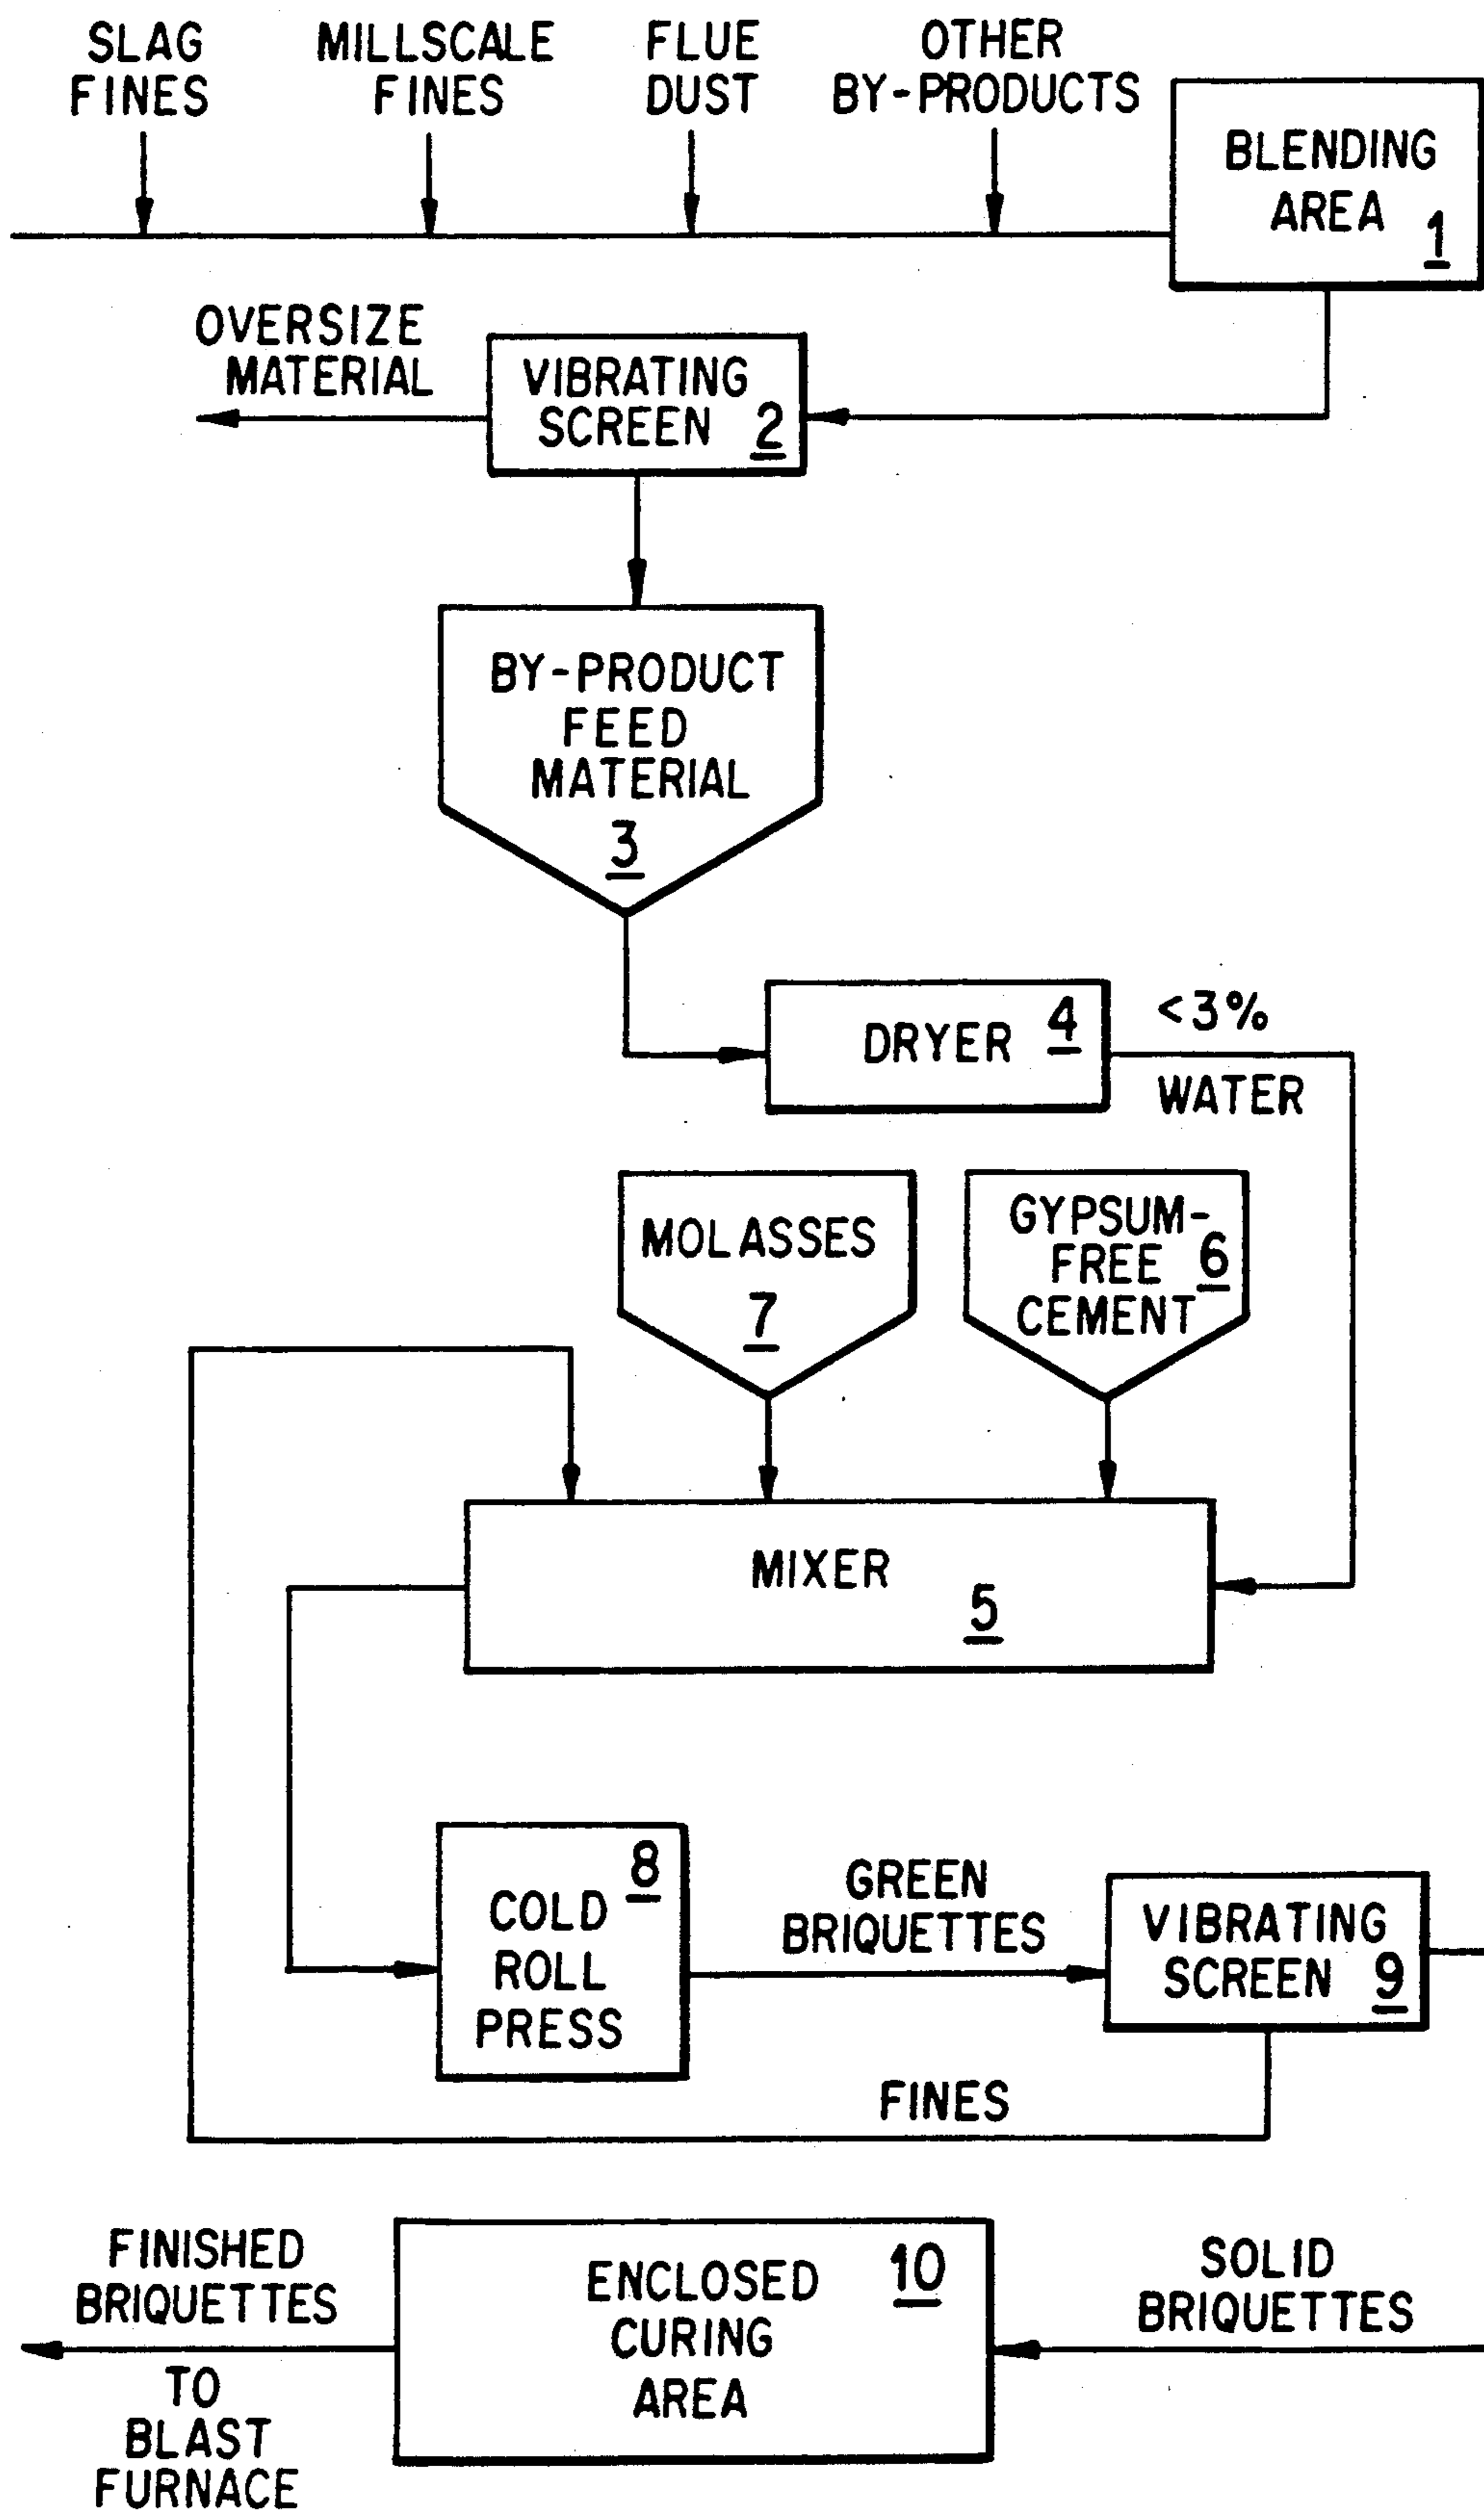 SLAG
FINES
MILLSCALE
FINES
FLUE
DUST
OTHER
BY-PRODUCTS
BLENDING
AREA
1
OVERSIZE
MATERIAL
VIBRATING
SCREEN 2
BY-PRODUCT
FEED
MATERIAL
3
DRYER 4
<3%
WATER
MOLASSES
7
GYPSUM-
FREE 6
CEMENT
MIXER
5
8
COLD
ROLL
PRESS
GREEN
BRIQUETTES
VIBRATING
SCREEN 9
FINES
FINISHED
BRIQUETTES
TO
BLAST
FURNACE
ENCLOSED 10
CURING
AREA
SOLID
BRIQUETTES